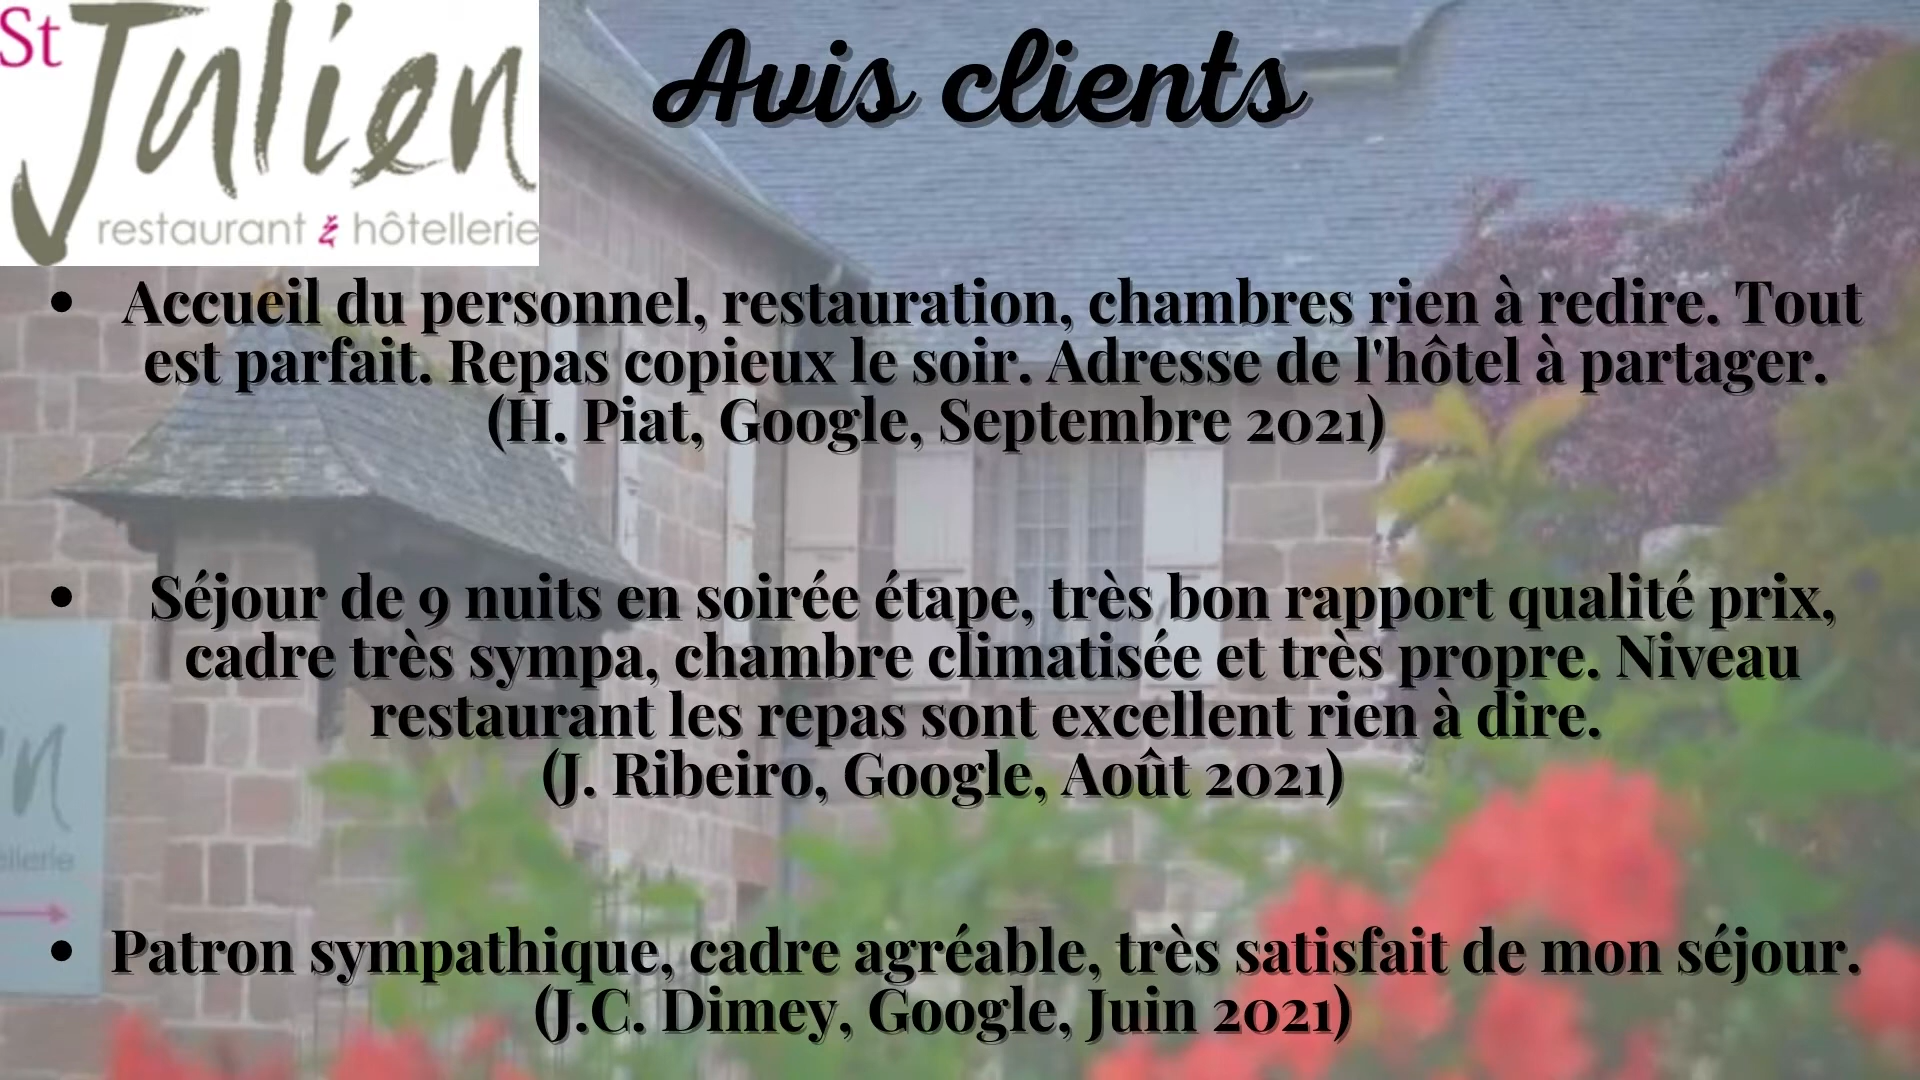 St
Julien
restaurant & hôtellerie
Avis clients
• Accueil du personnel, restauration, chambres rien à redire. Tout
est parfait. Repas copieux le soir. Adresse de l'hôtel à partager.
(H. Piat, Google, Septembre 2021)
• Séjour de 9 nuits en soirée étape, très bon rapport qualité prix,
cadre très sympa, chambre climatisée et très propre. Niveau
restaurant les repas sont excellent rien à dire.
(J. Ribeiro, Google, Août 2021)
en
ellerie
• Patron sympathique, cadre agréable, très satisfait de mon séjour.
(J.C. Dimey, Google, Juin 2021)